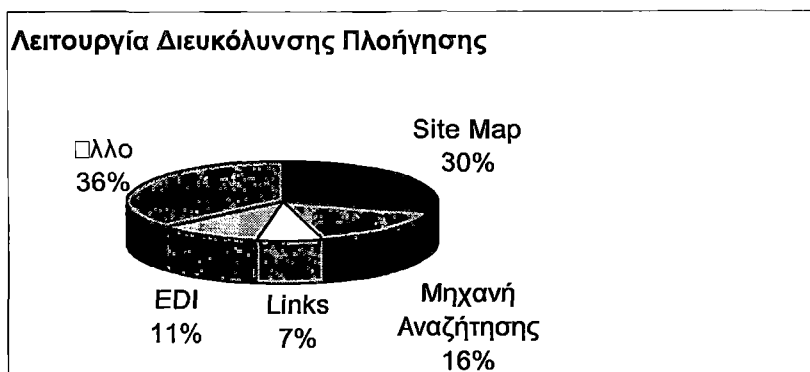 Λειτουργία Διευκόλυνσης Πλοήγησης
Site Map
30%
□λλο
36%
EDI
11%
Links
7%
Μηχανή
Αναζήτησης
16%